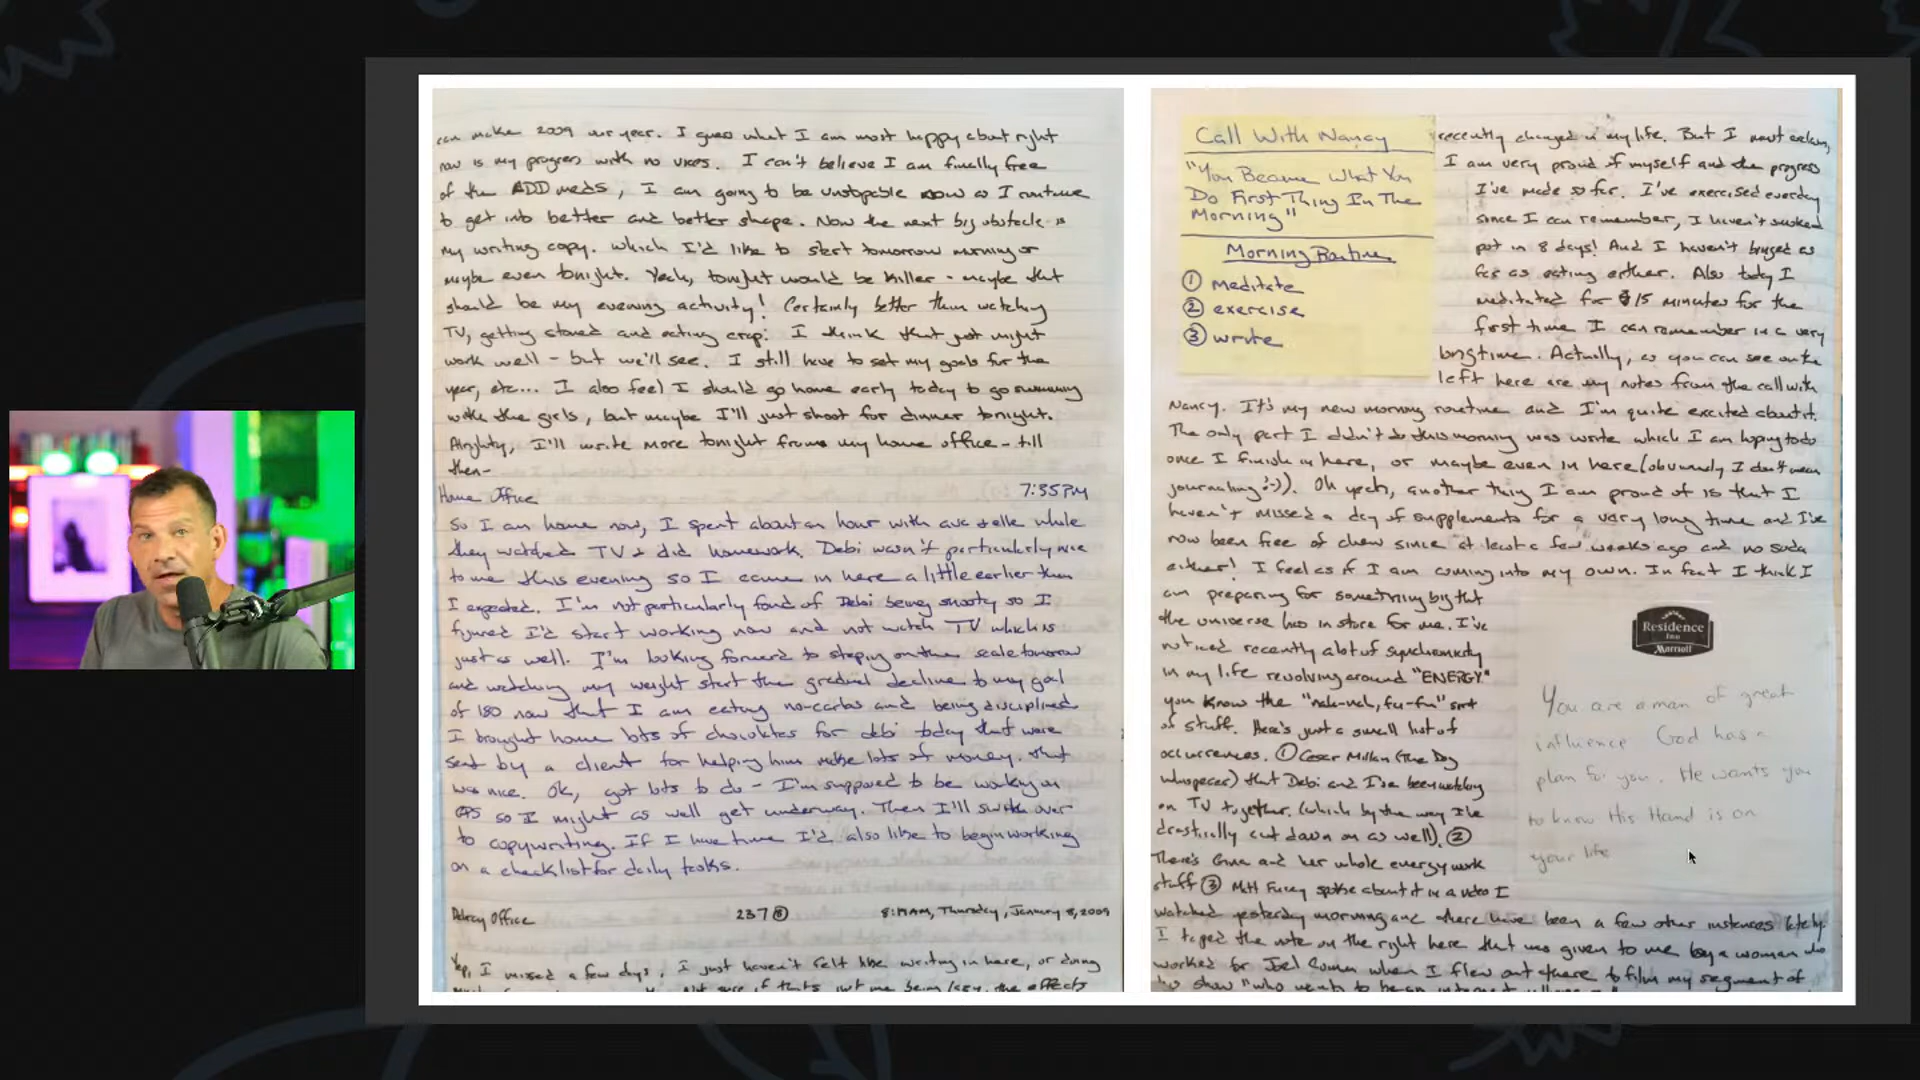 can make 2009 our year. I guess what I am most happy about right
now is my progress with no vices. I can't believe I am finally free
of the ADD meds, I am going to be unstopable now as I continue
to get into better and better shape. Now the next big obstacle is
my writing copy. Which I'd like to start tomorrow morning or
maybe even tonight. Yeah, tonight would be killer - maybe that
should be my evening activity! Certainly better then watching
TV, getting stoned and eating crap. I think that just might
work well - but we'll see. I still have to set my goals for the
year, etc... I also feel I should go home early today to go swimming
with the girls, but maybe I'll just shoot for dinner tonight.
Alrighty, I'll write more tonight from my home office - till
then-
Home Office 7:35PM
So I am home now, I spent about an hour with ava & elle while
they watched TV & did homework. Debi wasn't particularly nice
to me this evening so I came in here a little earlier then
I expected. I'm not particularly fond of Debi being snooty so I
figured I'd start working now and not watch TV which is
just as well. I'm looking forward to steping on the scale tomorrow
and watching my weight start the gradual decline to my goal
of 180 now that I am eating no-carbs and being disciplined
I brought home lots of chocolates for debi today that were
sent by a client for helping him make lots of money. that
was nice. Ok, got lots to do - I'm supposed to be working on
so I might as well get underway. Then I'll switch over
to copywriting. If I have time I'd also like to begin working
on a checklist for daily tasks.
Delray Office 237 8:19AM, Thursday, January 8, 2009
Yep, I missed a few days, I just haven't felt like writing in here, or doing
Not sure if that's just me being lazy, the effects
Call With Nancy
"You Become What You
Do First Thing In The
Morning"
Morning Routine
① meditate
② exercise
③ write
recently changed in my life. But I must
I am very proud of myself and the progress
I've made so far. I've exercised everyday
since I can remember, I haven't smoked
pot in 8 days! And I haven't binged as
far as eating either. Also today I
meditated for 15 minutes for the
first time I can remember in a very
longtime. Actually, as you can see on the
left here are my notes from the call with
Nancy. It's my new morning routine and I'm quite excited about it.
The only part I didn't do this morning was write which I am hoping to do
once I finish in here, or maybe even in here (obviously I don't mean
journaling :-)). Oh yeah, another thing I am proud of is that I
haven't missed a day of supplements for a very long time and I've
now been free of chew since at least a few weeks ago and no soda
either! I feel as if I am coming into my own. In fact I think I
am preparing for something big that
the universe has in store for me. I've
noticed recently a lot of synchronicity
in my life revolving around "ENERGY"
you know the sort
of stuff. Here's just a small list of
occurrences. ① Cesar Millan (The Dog
whisperer) that Debi and I've been watching
on TV together. (which by the way I've
drastically cut down on as well). ②
There's Gina and her whole energy work
stuff ③ Matt Furey spoke about it in a video I
watched yesterday morning and there have been a few other instances lately.
I taped the note on the right here that was given to me by a woman who
worked for Joel Comm when I flew out there to film my segment of
his show "who wants to be an internet
Residence
Inn
Marriott
You are a man of great
influence God has a
plan for you. He wants you
to know His Hand is on
your life